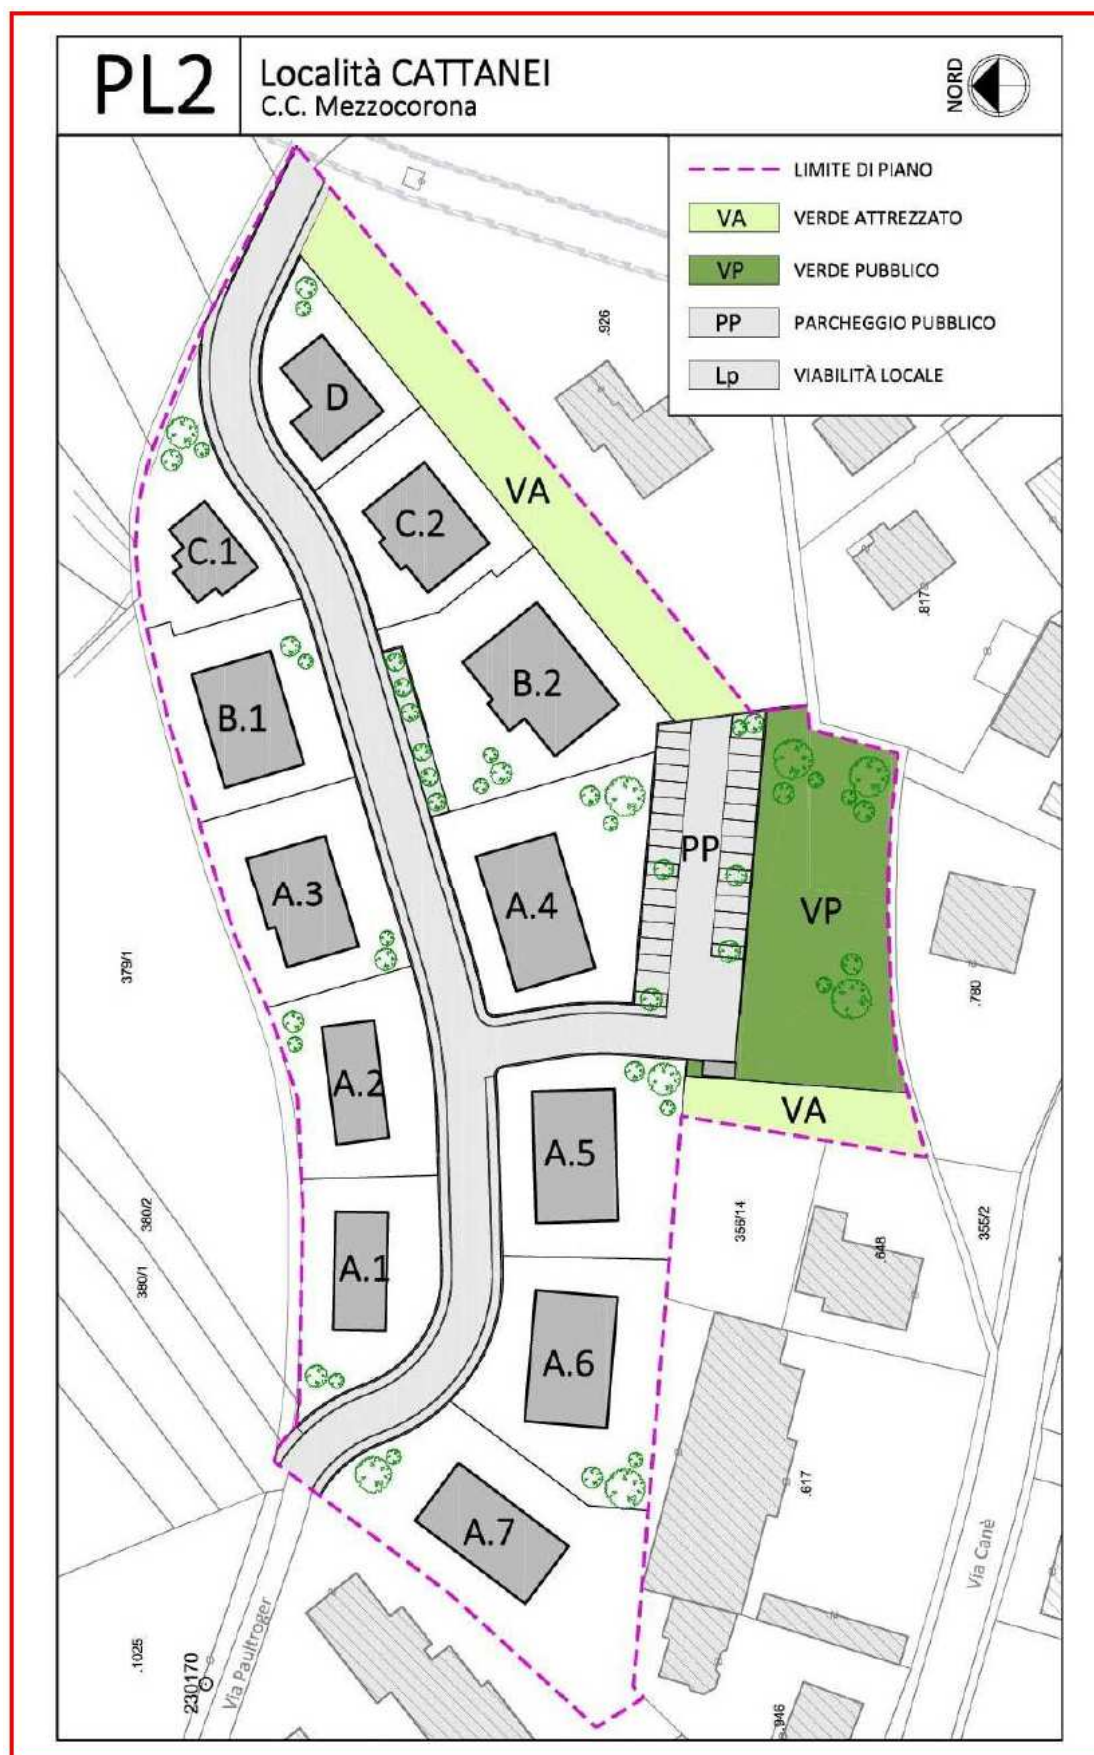 PL2
Località CATTANEI
C.C. Mezzocorona
NORD
LIMITE DI PIANO
VA
VERDE ATTREZZATO
VP
VERDE PUBBLICO
PP
PARCHEGGIO PUBBLICO
Lp
VIABILITÀ LOCALE
.926
D
VA
C.2
C.1
.817
B.2
B.1
PP
A.3
A.4
VP
379/1
.780
A.2
VA
A.5
380/2
356/14
.648
355/2
A.1
380/1
A.6
.617
A.7
Via Canè
.1025
230170
Via Paultroger
.946